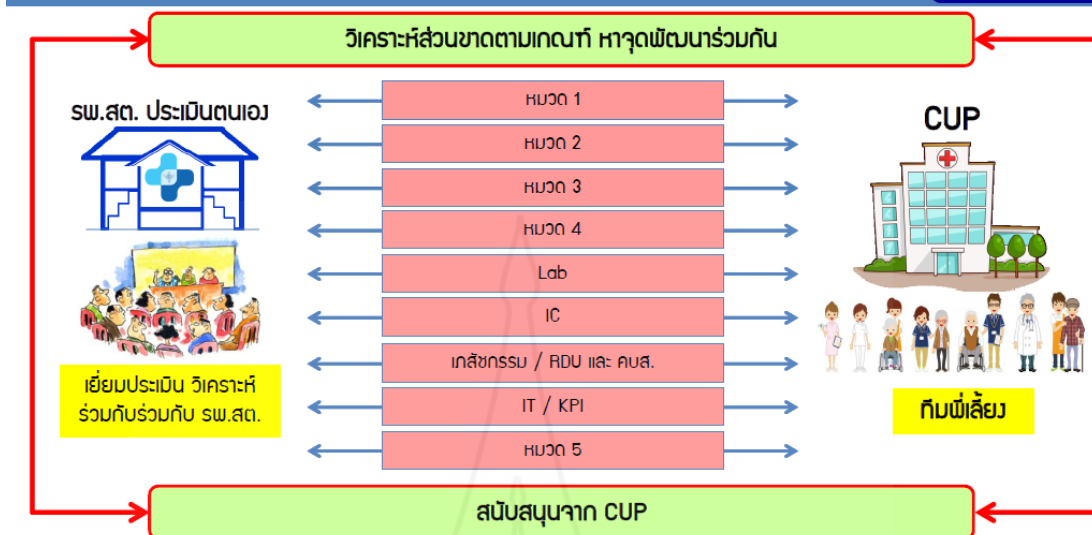 วิเคราะห์ส่วนขาดตามเกณฑ์ หาจุดพัฒนาร่วมกัน
รพ.สต. ประเมินตนเอง
หมวด 1
หมวด 2
หมวด 3
หมวด 4
Lab
IC
เภสัชกรรม / RDU และ คบส.
IT / KPI
หมวด 5
CUP
เยี่ยมประเมิน วิเคราะห์
ร่วมกับร่วมกับ รพ.สต.
ทีมพี่เลี้ยง
สนับสนุนจาก CUP